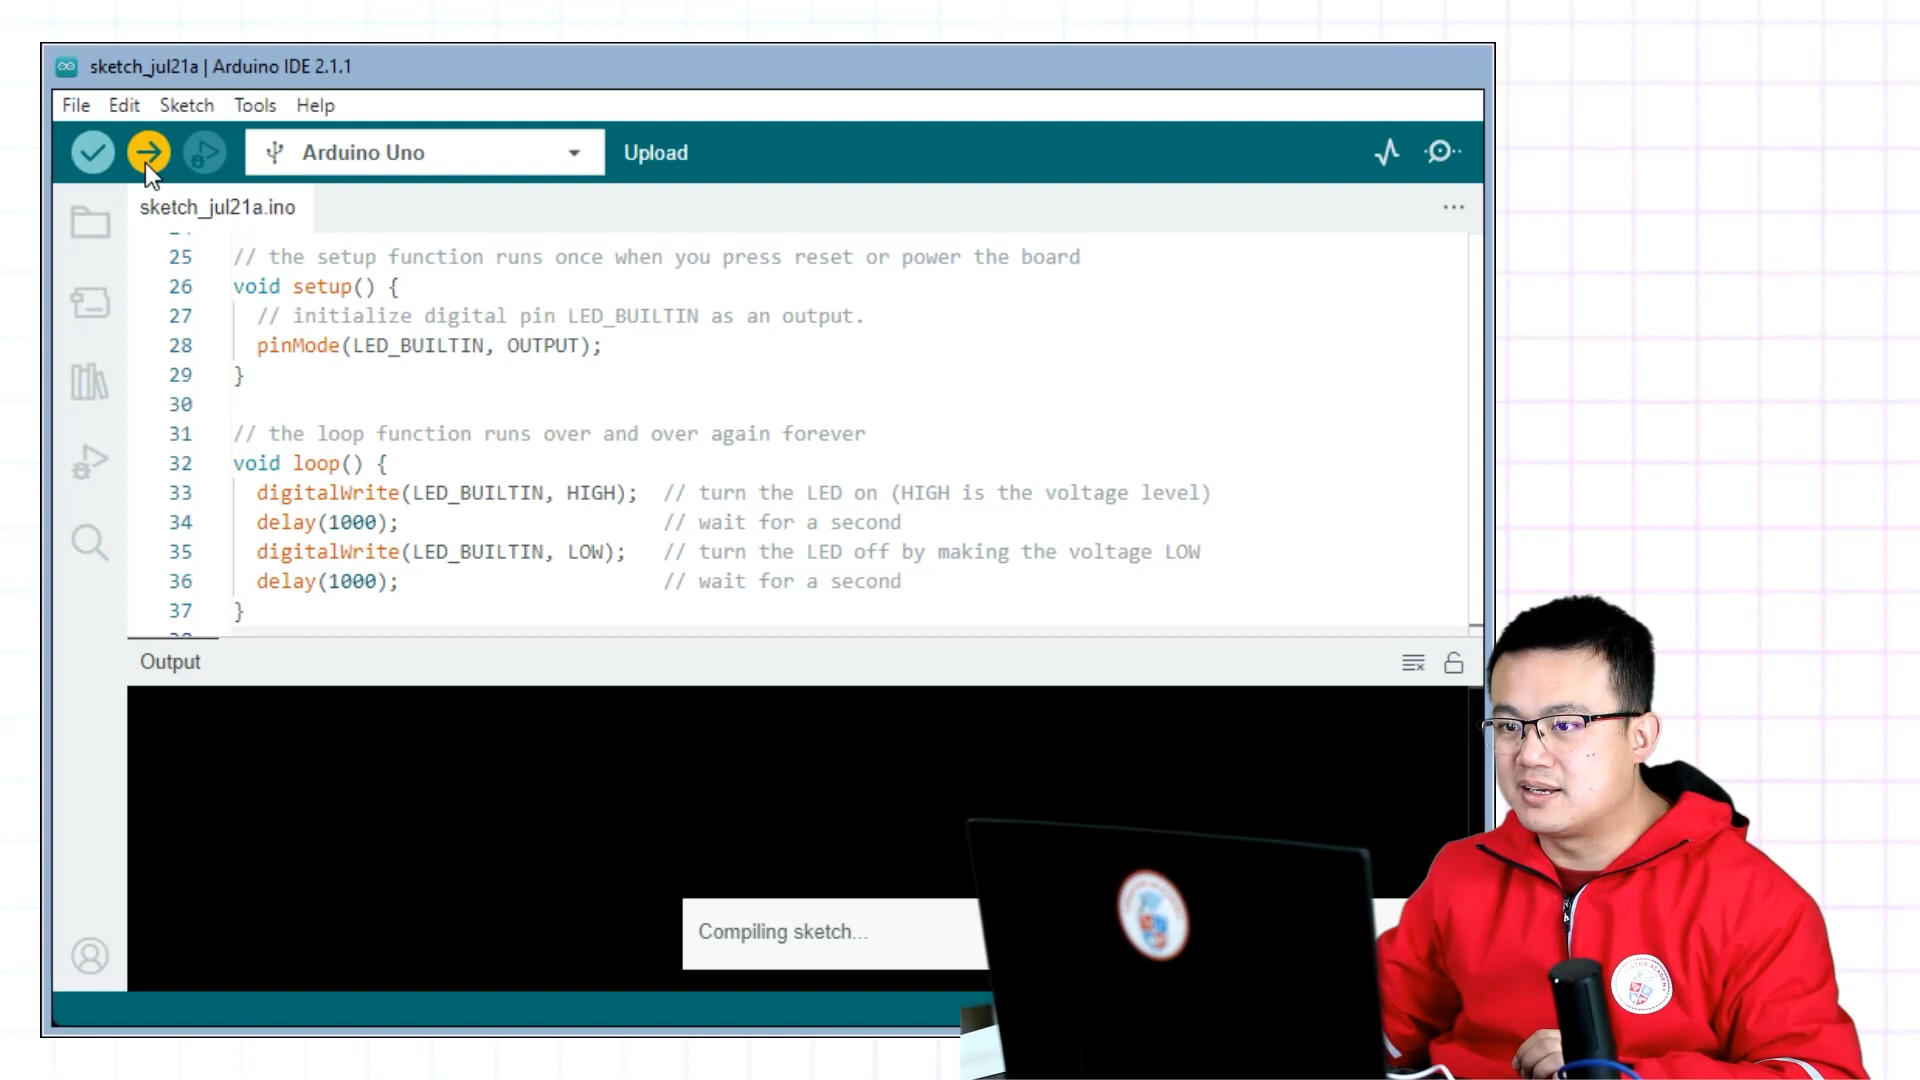 sketch_jul21a | Arduino IDE 2.1.1
File Edit Sketch Tools Help
Arduino Uno
Upload
sketch_jul21a.ino
25 // the setup function runs once when you press reset or power the board
26 void setup() {
27 // initialize digital pin LED_BUILTIN as an output.
28 pinMode(LED_BUILTIN, OUTPUT);
29 }
30
31 // the loop function runs over and over again forever
32 void loop() {
33 digitalWrite(LED_BUILTIN, HIGH); // turn the LED on (HIGH is the voltage level)
34 delay(1000); // wait for a second
35 digitalWrite(LED_BUILTIN, LOW); // turn the LED off by making the voltage LOW
36 delay(1000); // wait for a second
37 }
Output
Compiling sketch...